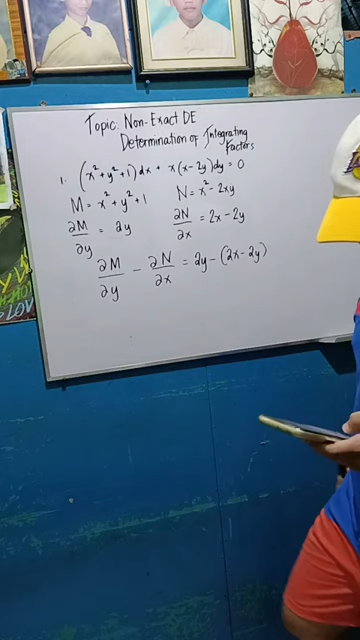 Topic: Non-Exact DE
Determination of Integrating
Factors
1. (x² + y² + 1) dx + x(x - 2y) dy = 0
M = x² + y² + 1 N = x² - 2xy
∂M/∂y = 2y ∂N/∂x = 2x - 2y
∂M/∂y - ∂N/∂x = 2y - (2x - 2y)